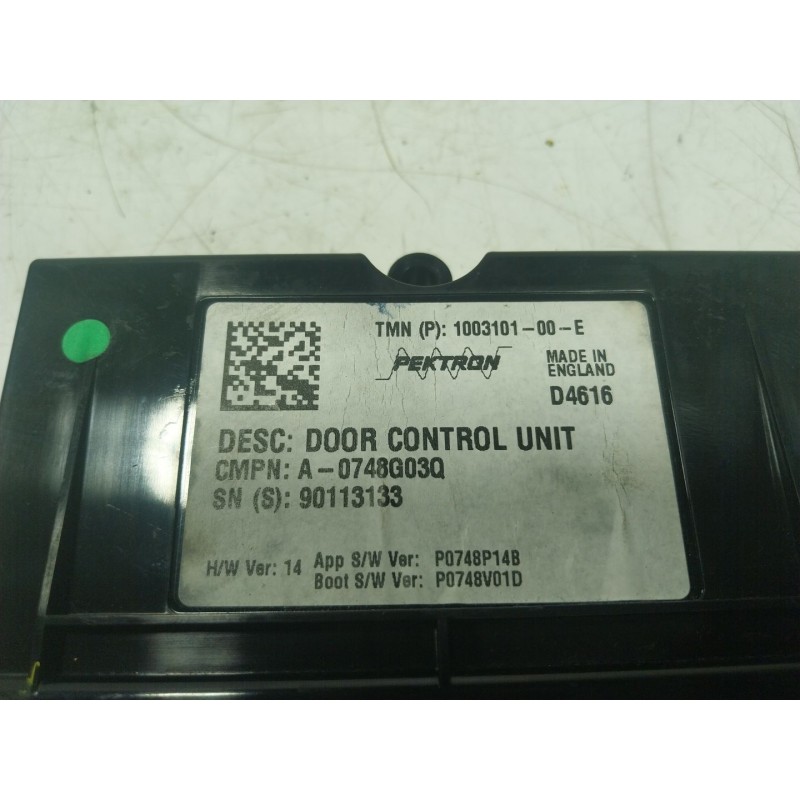 TMN (P): 1003101-00-E
PEKTRON
MADE IN
ENGLAND
D4616
DESC: DOOR CONTROL UNIT
CMPN: A-0748G03Q
SN (S): 90113133
H/W Ver: 14
App S/W Ver: P0748P14B
Boot S/W Ver: P0748V01D